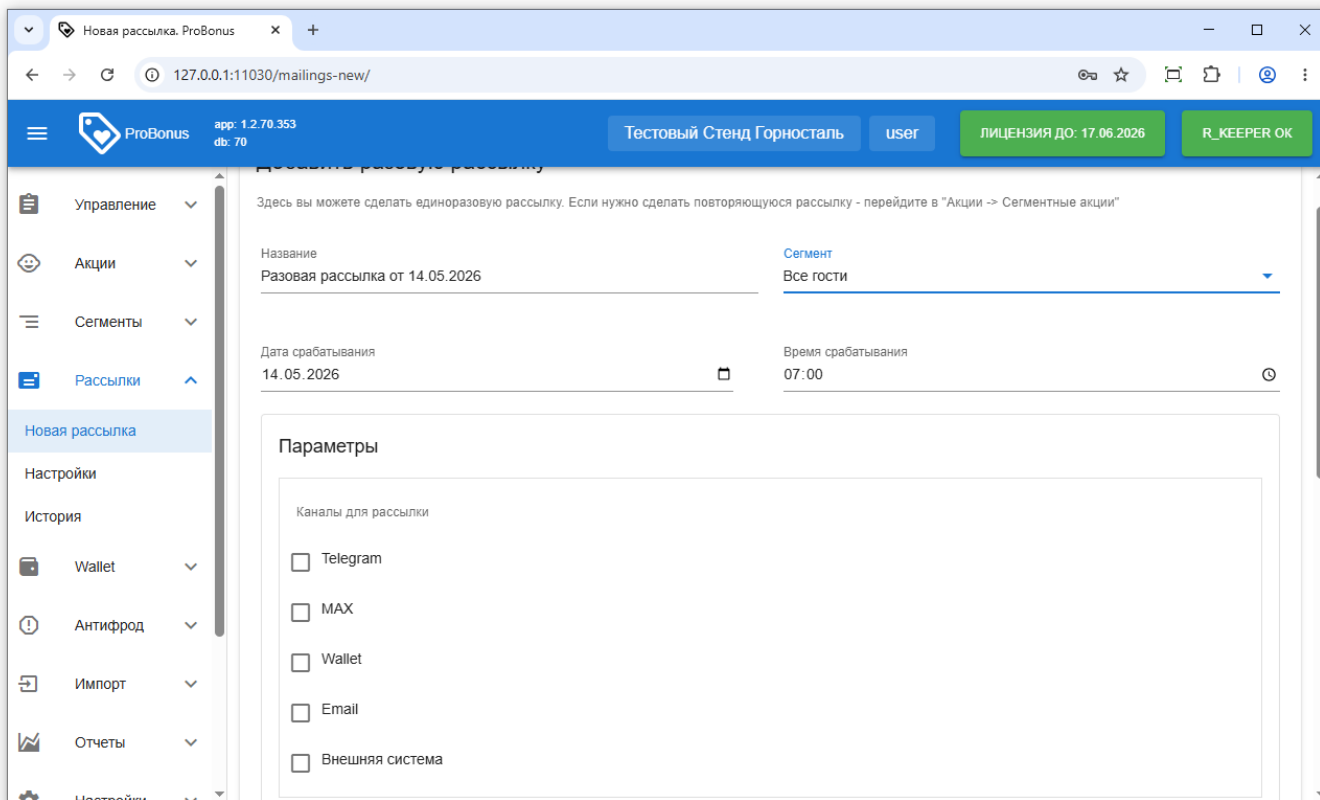 Новая рассылка. ProBonus
127.0.0.1:11030/mailings-new/
ProBonus
app: 1.2.70.353
db: 70
Тестовый Стенд Горносталь
user
ЛИЦЕНЗИЯ ДО: 17.06.2026
R_KEEPER OK
Управление
Акции
Сегменты
Рассылки
Новая рассылка
Настройки
История
Wallet
Антифрод
Импорт
Отчеты
Настройки
Добавить разовую рассылку
Здесь вы можете сделать единоразовую рассылку. Если нужно сделать повторяющуюся рассылку - перейдите в "Акции -> Сегментные акции"
Название
Разовая рассылка от 14.05.2026
Сегмент
Все гости
Дата срабатывания
14.05.2026
Время срабатывания
07:00
Параметры
Каналы для рассылки
Telegram
MAX
Wallet
Email
Внешняя система